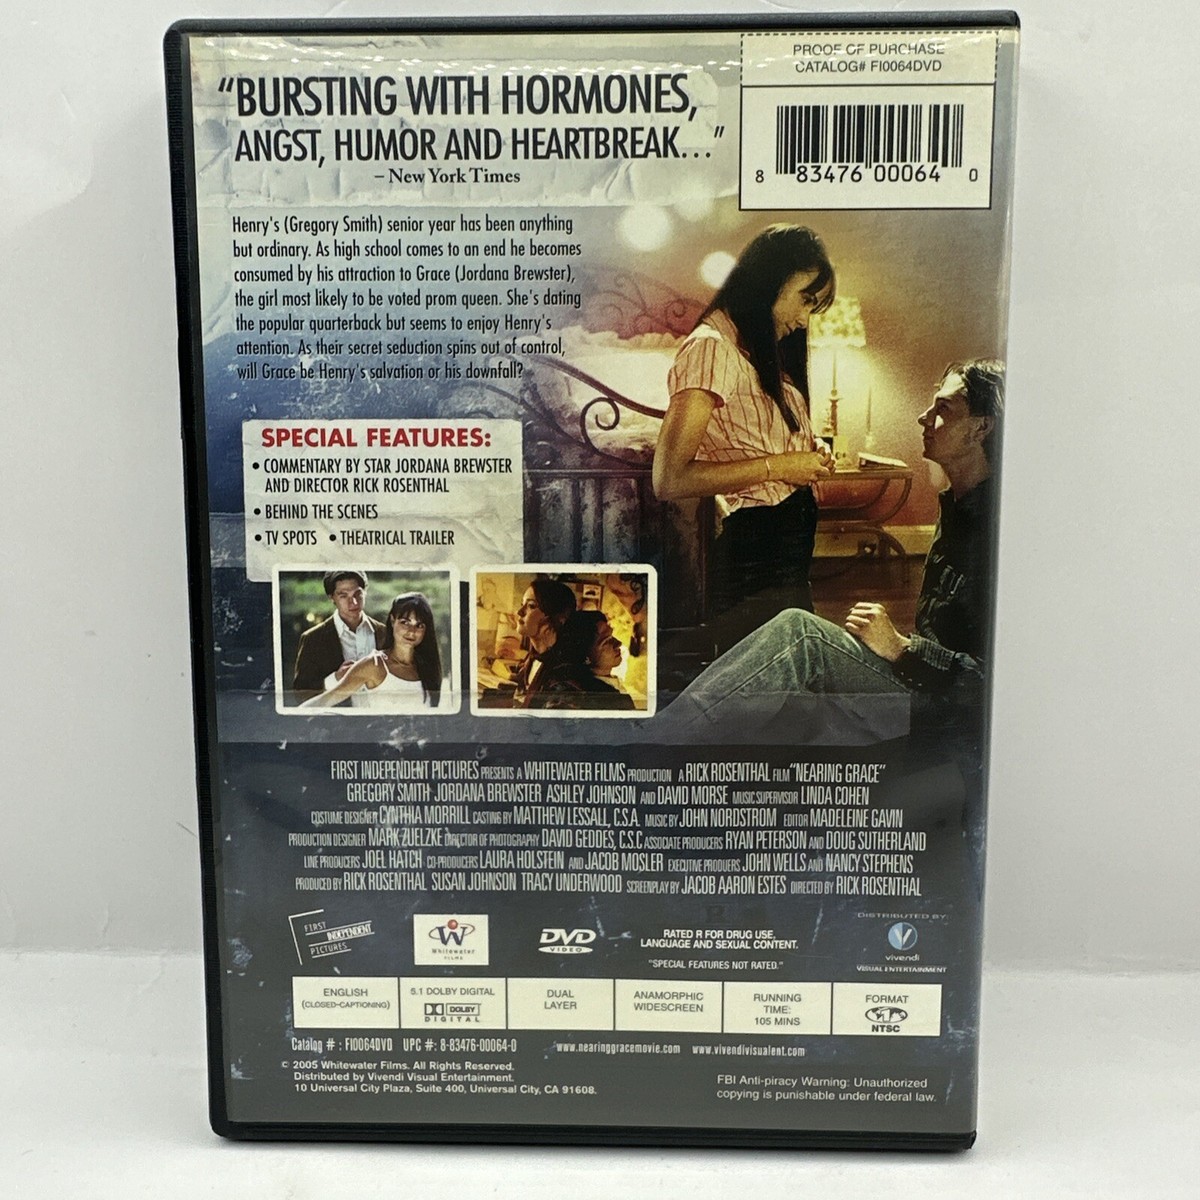 PROOF OF PURCHASE
CATALOG# FI0064DVD
8 83476 00064 0
“BURSTING WITH HORMONES,
ANGST, HUMOR AND HEARTBREAK...”
– New York Times
Henry's (Gregory Smith) senior year has been anything
but ordinary. As high school comes to an end he becomes
consumed by his attraction to Grace (Jordana Brewster),
the girl most likely to be voted prom queen. She's dating
the popular quarterback but seems to enjoy Henry's
attention. As their secret seduction spins out of control,
will Grace be Henry's salvation or his downfall?
SPECIAL FEATURES:
• COMMENTARY BY STAR JORDANA BREWSTER
AND DIRECTOR RICK ROSENTHAL
• BEHIND THE SCENES
• TV SPOTS • THEATRICAL TRAILER
FIRST INDEPENDENT PICTURES PRESENTS A WHITEWATER FILMS PRODUCTION A RICK ROSENTHAL FILM "NEARING GRACE"
GREGORY SMITH JORDANA BREWSTER ASHLEY JOHNSON AND DAVID MORSE MUSIC SUPERVISOR LINDA COHEN
COSTUME DESIGNER CYNTHIA MORRILL CASTING BY MATTHEW LESSALL, C.S.A. MUSIC BY JOHN NORDSTROM EDITOR MADELEINE GAVIN
PRODUCTION DESIGNER MARK ZUELZKE DIRECTOR OF PHOTOGRAPHY DAVID GEDDES, C.S.C ASSOCIATE PRODUCERS RYAN PETERSON AND DOUG SUTHERLAND
LINE PRODUCERS JOEL HATCH CO-PRODUCERS LAURA HOLSTEIN AND JACOB MOSLER EXECUTIVE PRODUERS JOHN WELLS AND NANCY STEPHENS
PRODUCED BY RICK ROSENTHAL SUSAN JOHNSON TRACY UNDERWOOD SCREENPLAY BY JACOB AARON ESTES DIRECTED BY RICK ROSENTHAL
FIRST
INDEPENDENT
PICTURES
W
Whitewater
FILMS
DVD
VIDEO
R
RATED R FOR DRUG USE,
LANGUAGE AND SEXUAL CONTENT.
"SPECIAL FEATURES NOT RATED."
DISTRIBUTED BY:
vivendi
VISUAL ENTERTAINMENT
ENGLISH
(CLOSED-CAPTIONING)
5.1 DOLBY DIGITAL
DOLBY
DIGITAL
DUAL
LAYER
ANAMORPHIC
WIDESCREEN
RUNNING
TIME:
105 MINS
FORMAT
1
NTSC
Catalog # : FI0064DVD UPC #: 8-83476-00064-0
www.nearinggracemovie.com www.vivendivisualent.com
© 2005 Whitewater Films. All Rights Reserved.
Distributed by Vivendi Visual Entertainment.
10 Universal City Plaza, Suite 400, Universal City, CA 91608.
FBI Anti-piracy Warning: Unauthorized
copying is punishable under federal law.